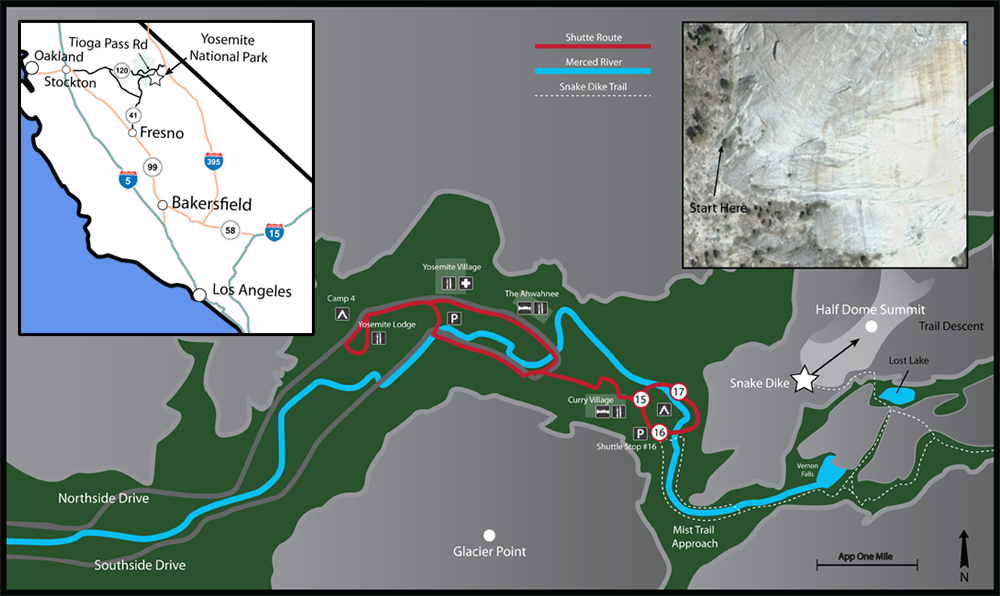 Tioga Pass Rd
Yosemite
National Park
Oakland
Stockton
120
41
Fresno
99
395
5
Bakersfield
58
15
Los Angeles
Shutte Route
Merced River
Snake Dike Trail
Start Here
Yosemite Village
The Ahwahnee
Camp 4
P
Yosemite Lodge
Half Dome Summit
Trail Descent
Lost Lake
Snake Dike
Curry Village
15
17
16
P
Shuttle Stop #16
Vernon
Falls
Northside Drive
Southside Drive
Glacier Point
Mist Trail
Approach
App One Mile
N